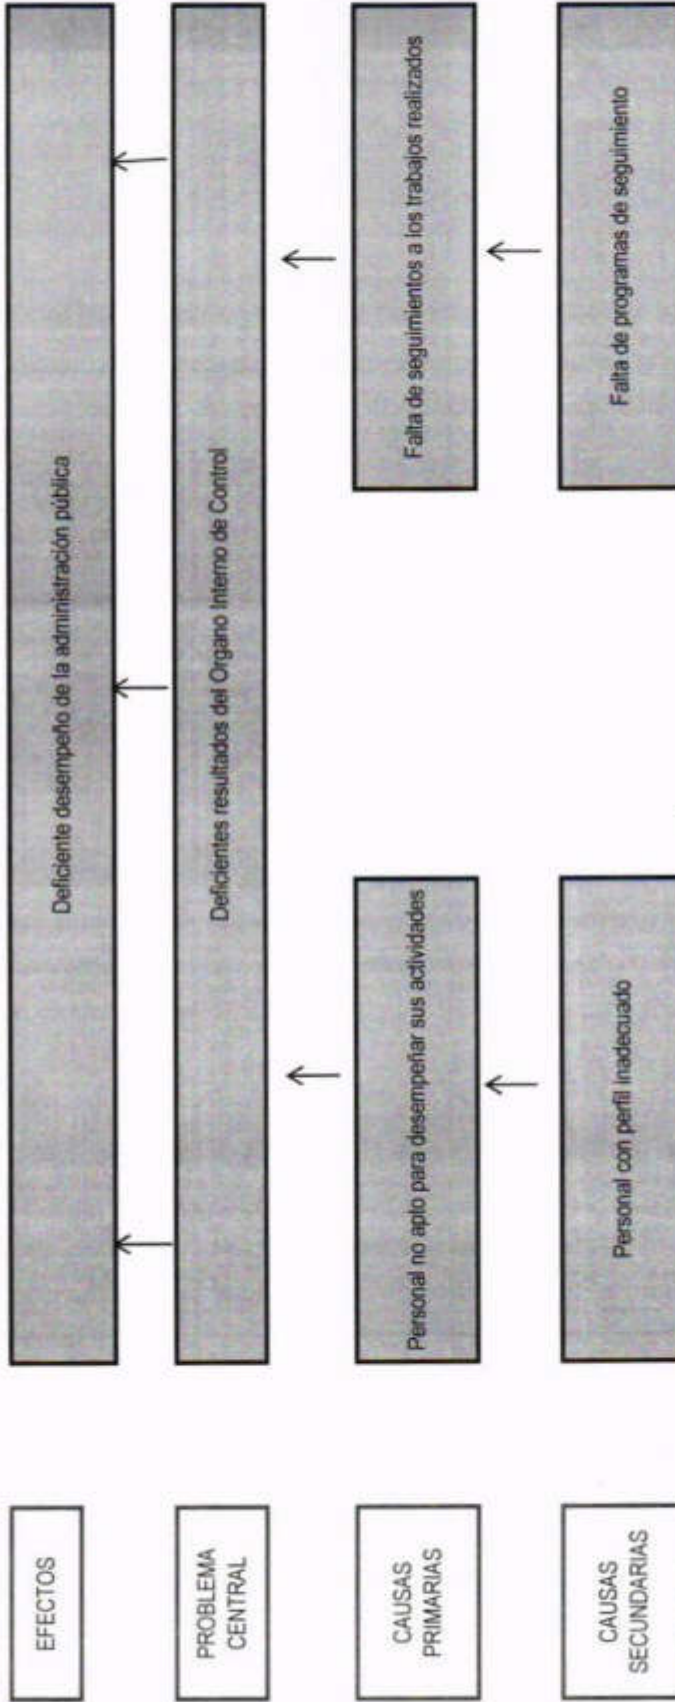 EFECTOS
Deficiente desempeño de la administración pública
PROBLEMA
CENTRAL
Deficientes resultados del Organo Interno de Control
CAUSAS
PRIMARIAS
Personal no apto para desempeñar sus actividades
Falta de seguimientos a los trabajos realizados
CAUSAS
SECUNDARIAS
Personal con perfil inadecuado
Falta de programas de seguimiento